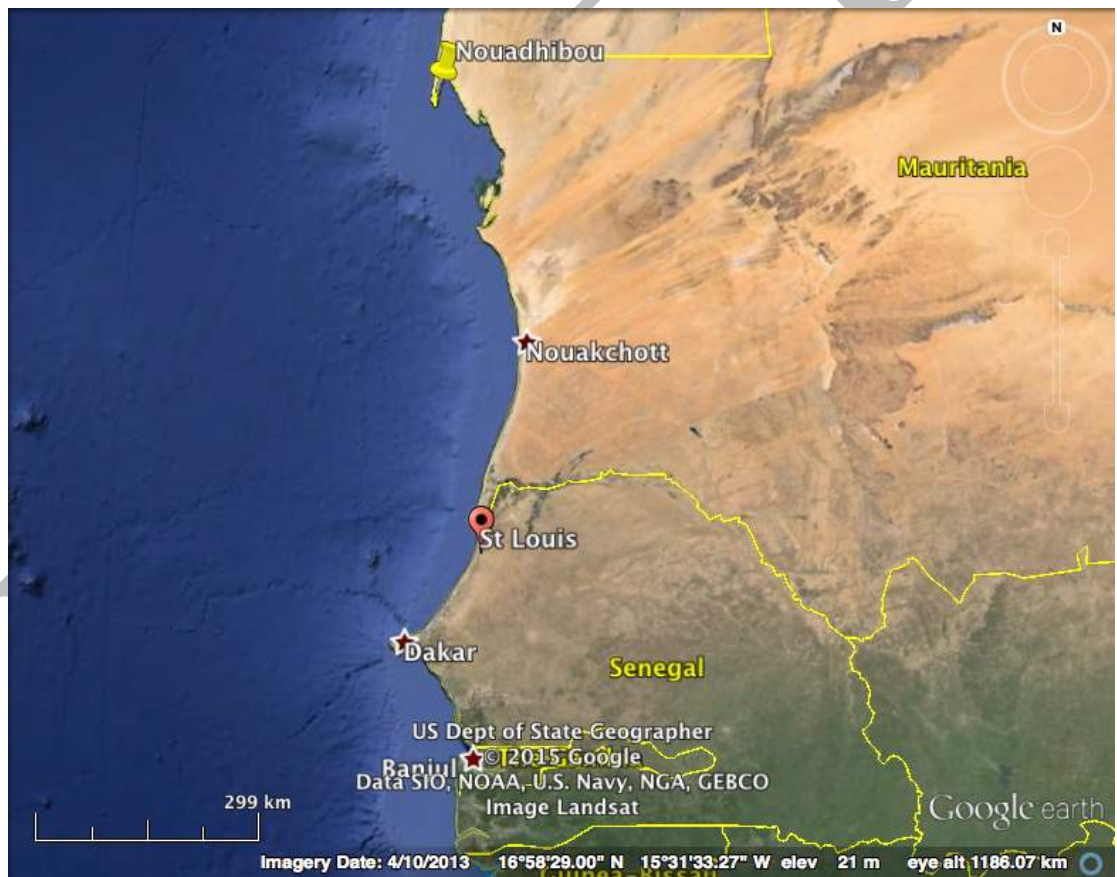 N
Nouadhibou
Mauritania
Nouakchott
St Louis
Dakar
Senegal
US Dept of State Geographer
Banjul © 2015 Google
Data SIO, NOAA, U.S. Navy, NGA, GEBCO
Image Landsat
299 km
Google earth
Imagery Date: 4/10/2013 16°58'29.00" N 15°31'33.27" W elev 21 m eye alt 1186.07 km
Guinea-Bissau